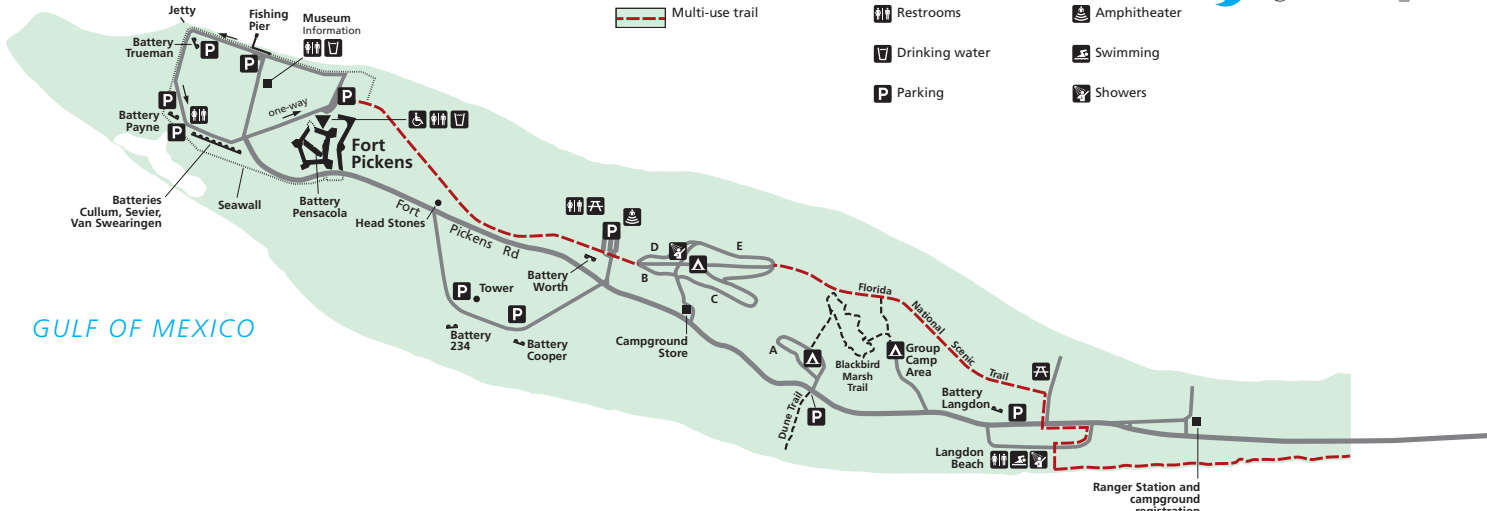 Jetty
Fishing
Pier
Museum
Information
Battery
Trueman
Battery
Payne
one-way
Fort
Pickens
Batteries
Cullum, Sevier,
Van Swearingen
Seawall
Battery
Pensacola
Head Stones
Fort Pickens Rd
Multi-use trail
Restrooms
Drinking water
P Parking
Amphitheater
Swimming
Showers
P
P
P
P
P
P
P
P
P
P
Tower
Battery
234
Battery
Cooper
Battery
Worth
D
E
B
C
A
Campground
Store
Florida National Scenic Trail
Blackbird
Marsh
Trail
Group
Camp
Area
Dune Trail
Battery
Langdon
Langdon
Beach
Ranger Station and
campground
registration
GULF OF MEXICO